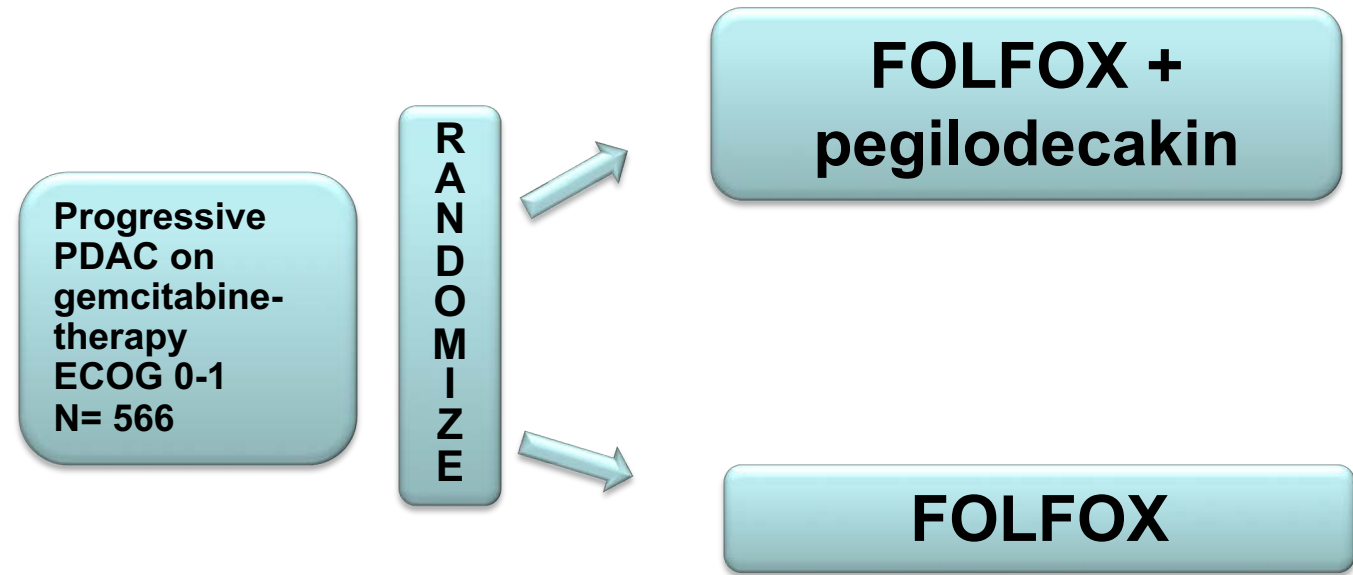 Progressive
PDAC on
gemcitabine-
therapy
ECOG 0-1
N= 566
R
A
N
D
O
M
I
Z
E
FOLFOX +
pegilodecakin
FOLFOX